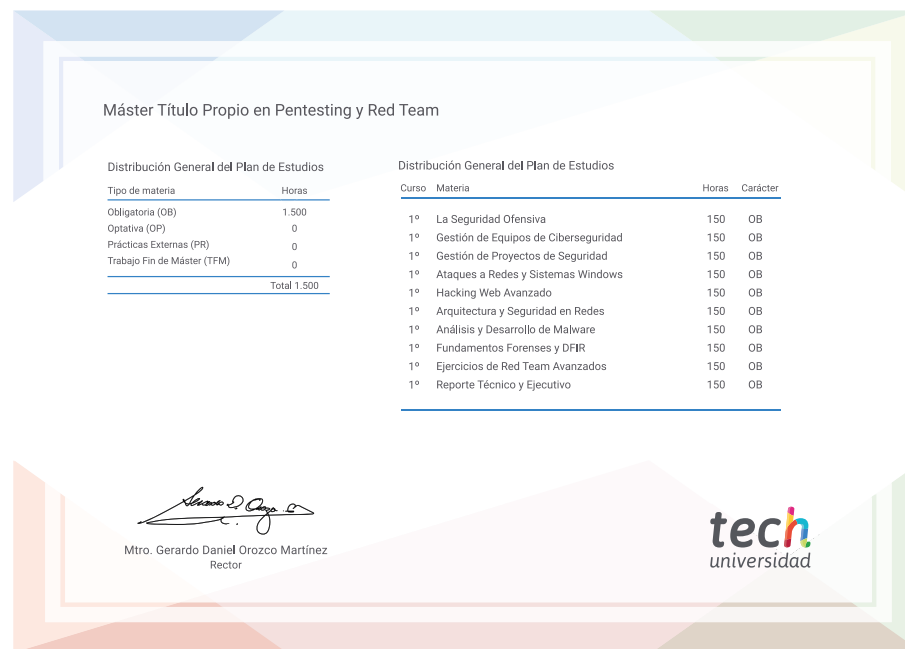 Máster Título Propio en Pentesting y Red Team
Distribución General del Plan de Estudios
Tipo de materia Horas
Obligatoria (OB) 1.500
Optativa (OP) 0
Prácticas Externas (PR) 0
Trabajo Fin de Máster (TFM) 0
Total 1.500
Distribución General del Plan de Estudios
Curso Materia Horas Carácter
1º La Seguridad Ofensiva 150 OB
1º Gestión de Equipos de Ciberseguridad 150 OB
1º Gestión de Proyectos de Seguridad 150 OB
1º Ataques a Redes y Sistemas Windows 150 OB
1º Hacking Web Avanzado 150 OB
1º Arquitectura y Seguridad en Redes 150 OB
1º Análisis y Desarrollo de Malware 150 OB
1º Fundamentos Forenses y DFIR 150 OB
1º Ejercicios de Red Team Avanzados 150 OB
1º Reporte Técnico y Ejecutivo 150 OB
Mtro. Gerardo Daniel Orozco Martínez
Rector
tech
universidad